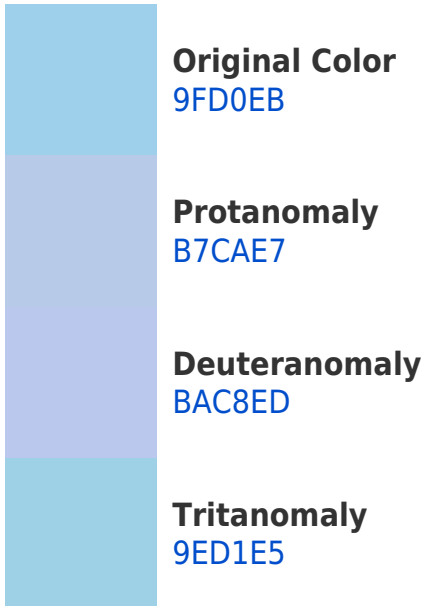 Original Color
9FD0EB
Protanomaly
B7CAE7
Deuteranomaly
BAC8ED
Tritanomaly
9ED1E5